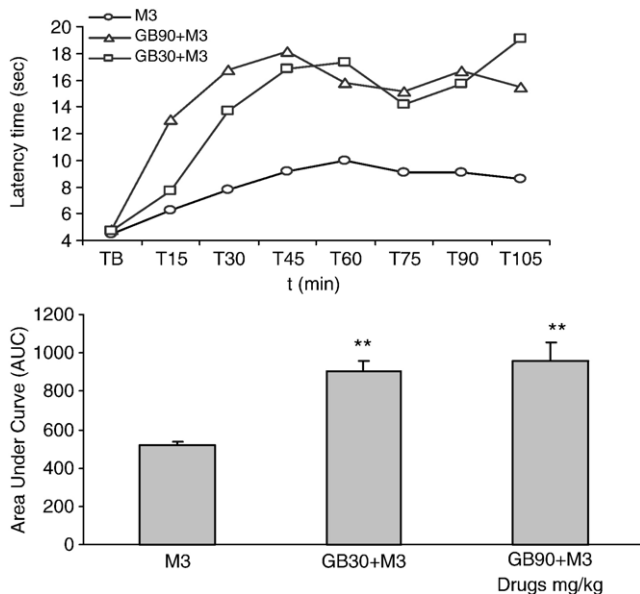 M3
GB90+M3
GB30+M3
Latency time (sec)
20
18
16
14
12
10
8
6
4
TB T15 T30 T45 T60 T75 T90 T105
t (min)
Area Under Curve (AUC)
1200
1000
800
600
400
200
0
**
**
M3 GB30+M3 GB90+M3
Drugs mg/kg